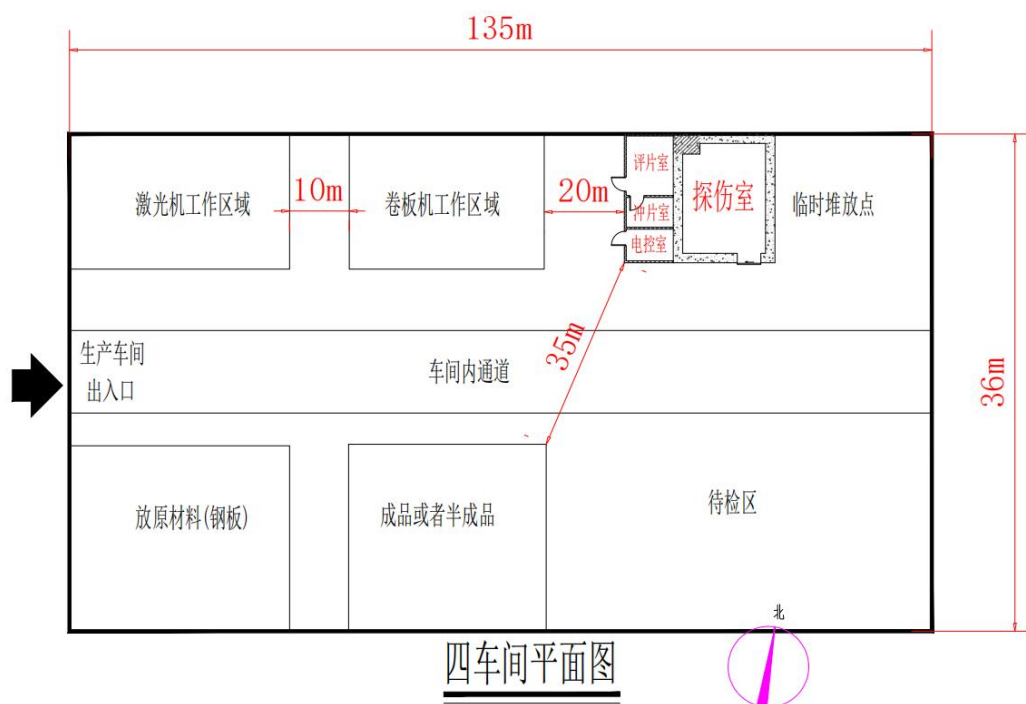 135m
激光机工作区域
10m
卷板机工作区域
20m
评片室
冲片室
电控室
探伤室
临时堆放点
35m
36m
生产车间
出入口
车间内通道
放原材料(钢板)
成品或者半成品
待检区
北
四车间平面图